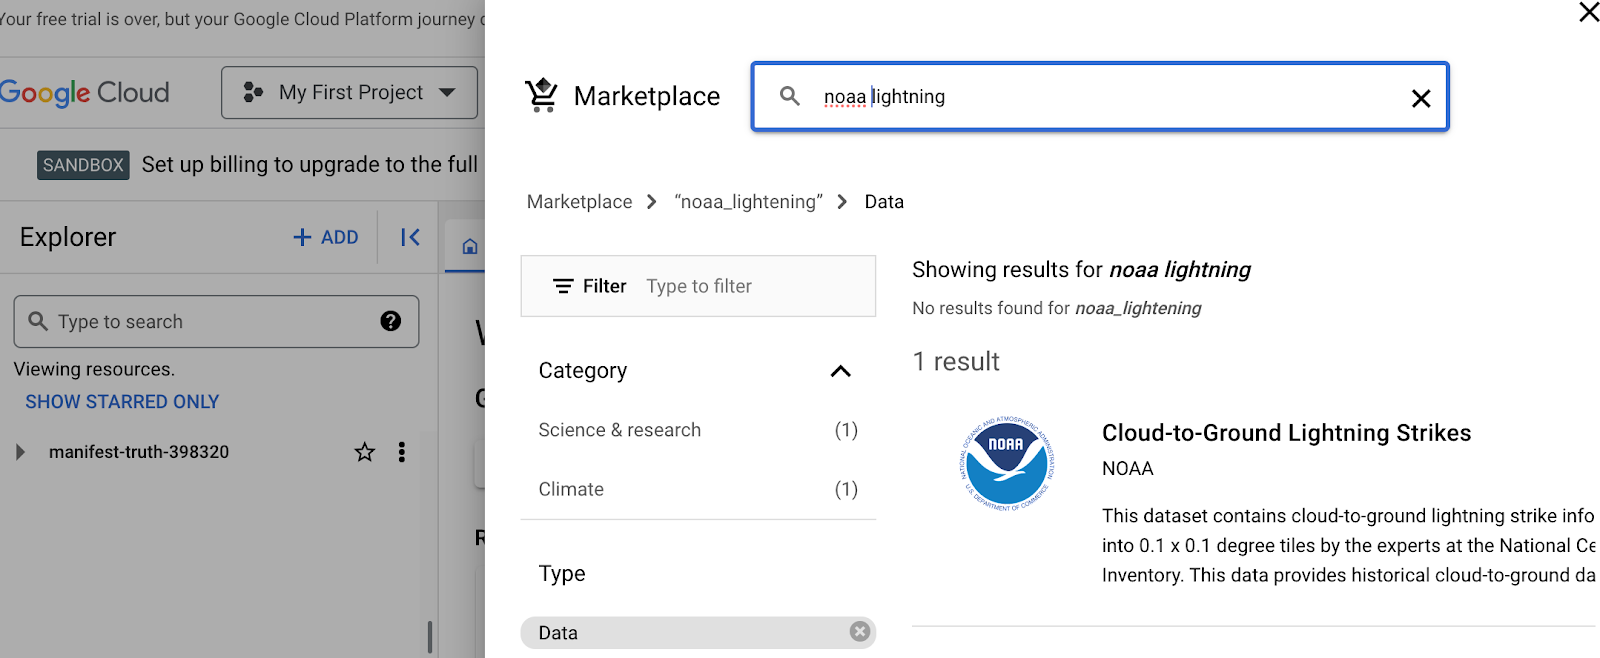 Your free trial is over, but your Google Cloud Platform journey
Google Cloud
My First Project
SANDBOX Set up billing to upgrade to the full
Explorer
ADD
Type to search
Viewing resources.
SHOW STARRED ONLY
manifest-truth-398320
Marketplace
noaa lightning
Marketplace > “noaa_lightening” > Data
Filter Type to filter
Category
Science & research (1)
Climate (1)
Type
Data
Showing results for noaa lightning
No results found for noaa_lightening
1 result
NATIONAL OCEANIC AND ATMOSPHERIC ADMINISTRATION
NOAA
U.S. DEPARTMENT OF COMMERCE
Cloud-to-Ground Lightning Strikes
NOAA
This dataset contains cloud-to-ground lightning strike info
into 0.1 x 0.1 degree tiles by the experts at the National Ce
Inventory. This data provides historical cloud-to-ground da